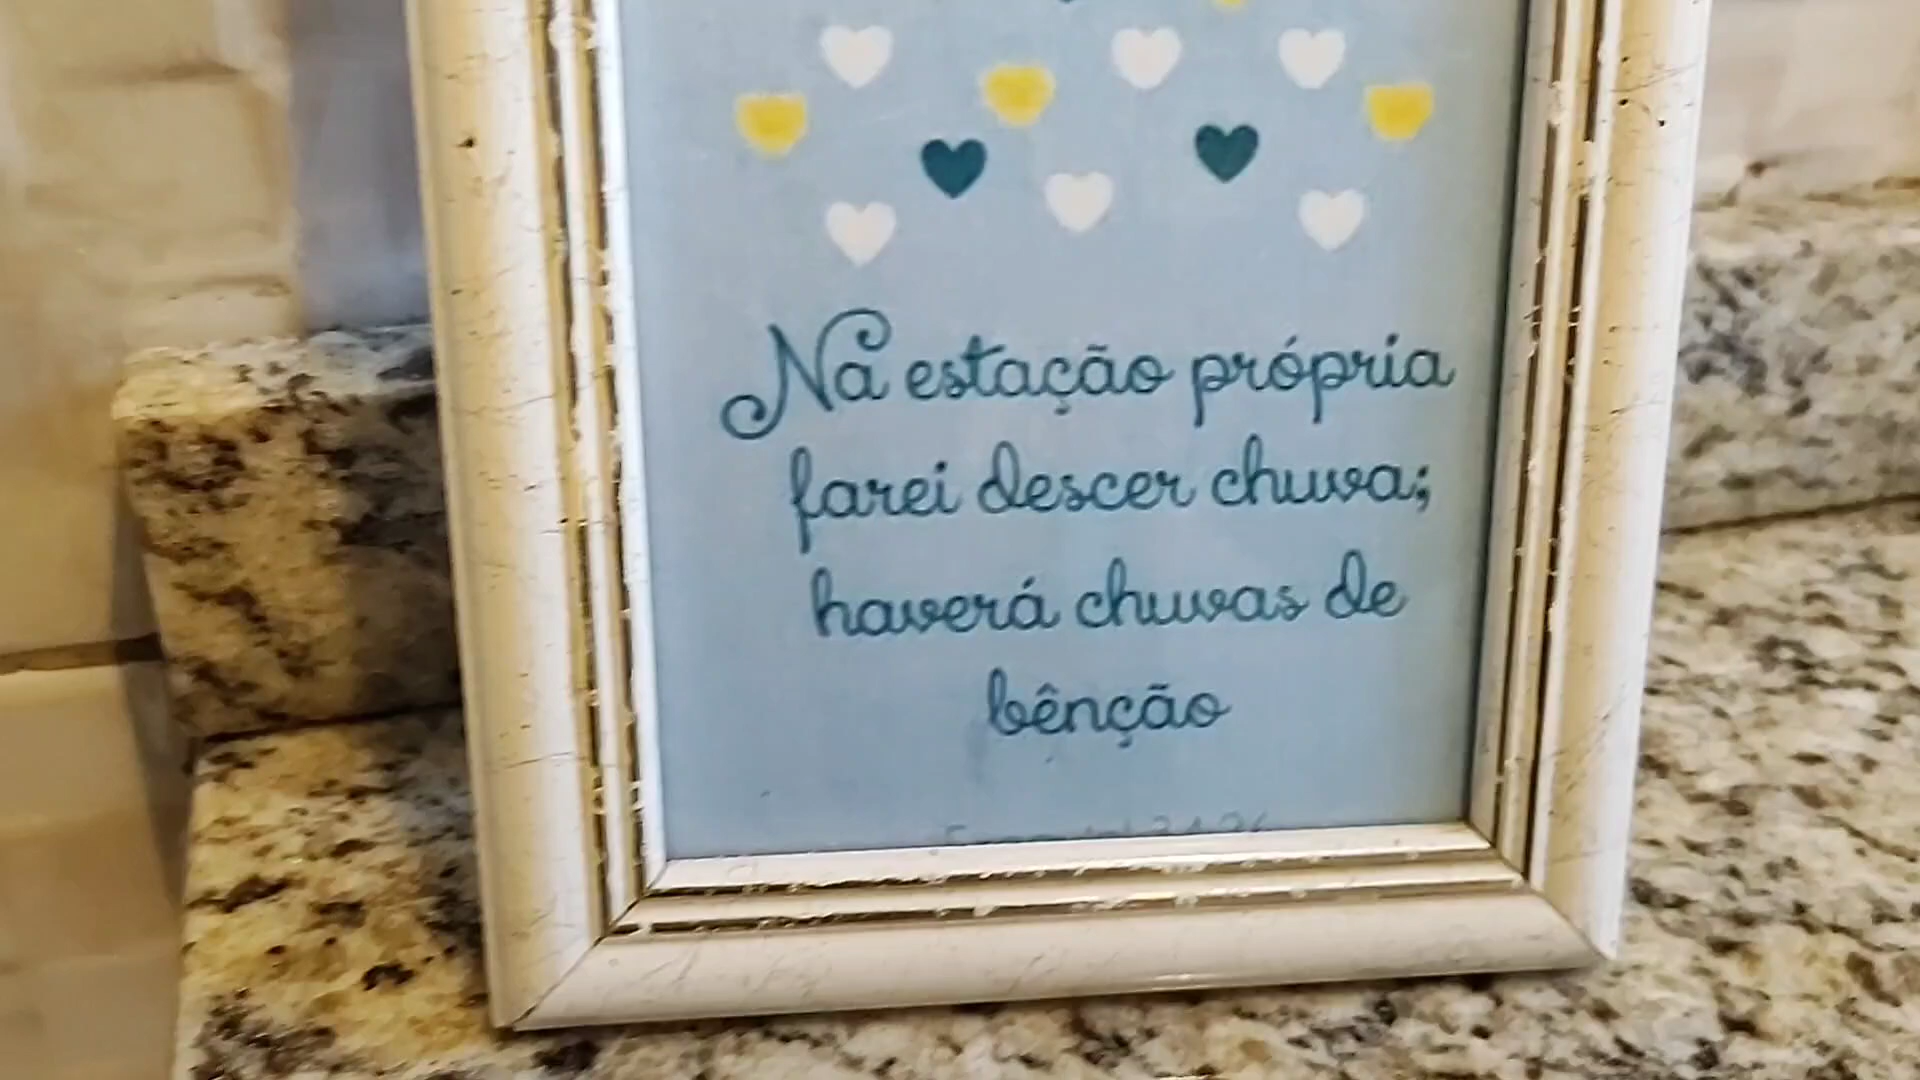 Na estação própria
farei descer chuva;
haverá chuvas de
bênção